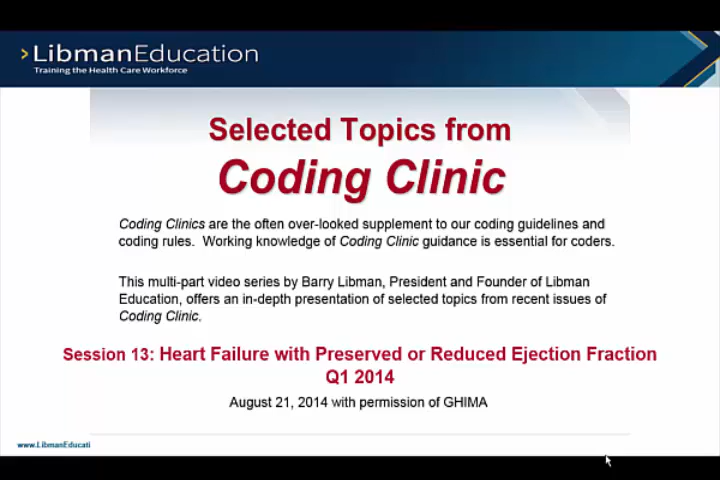 LibmanEducation
Training the Health Care Workforce
Selected Topics from
Coding Clinic
Coding Clinics are the often over-looked supplement to our coding guidelines and
coding rules. Working knowledge of Coding Clinic guidance is essential for coders.
This multi-part video series by Barry Libman, President and Founder of Libman
Education, offers an in-depth presentation of selected topics from recent issues of
Coding Clinic.
Session 13: Heart Failure with Preserved or Reduced Ejection Fraction
Q1 2014
August 21, 2014 with permission of GHIMA
www.LibmanEducati